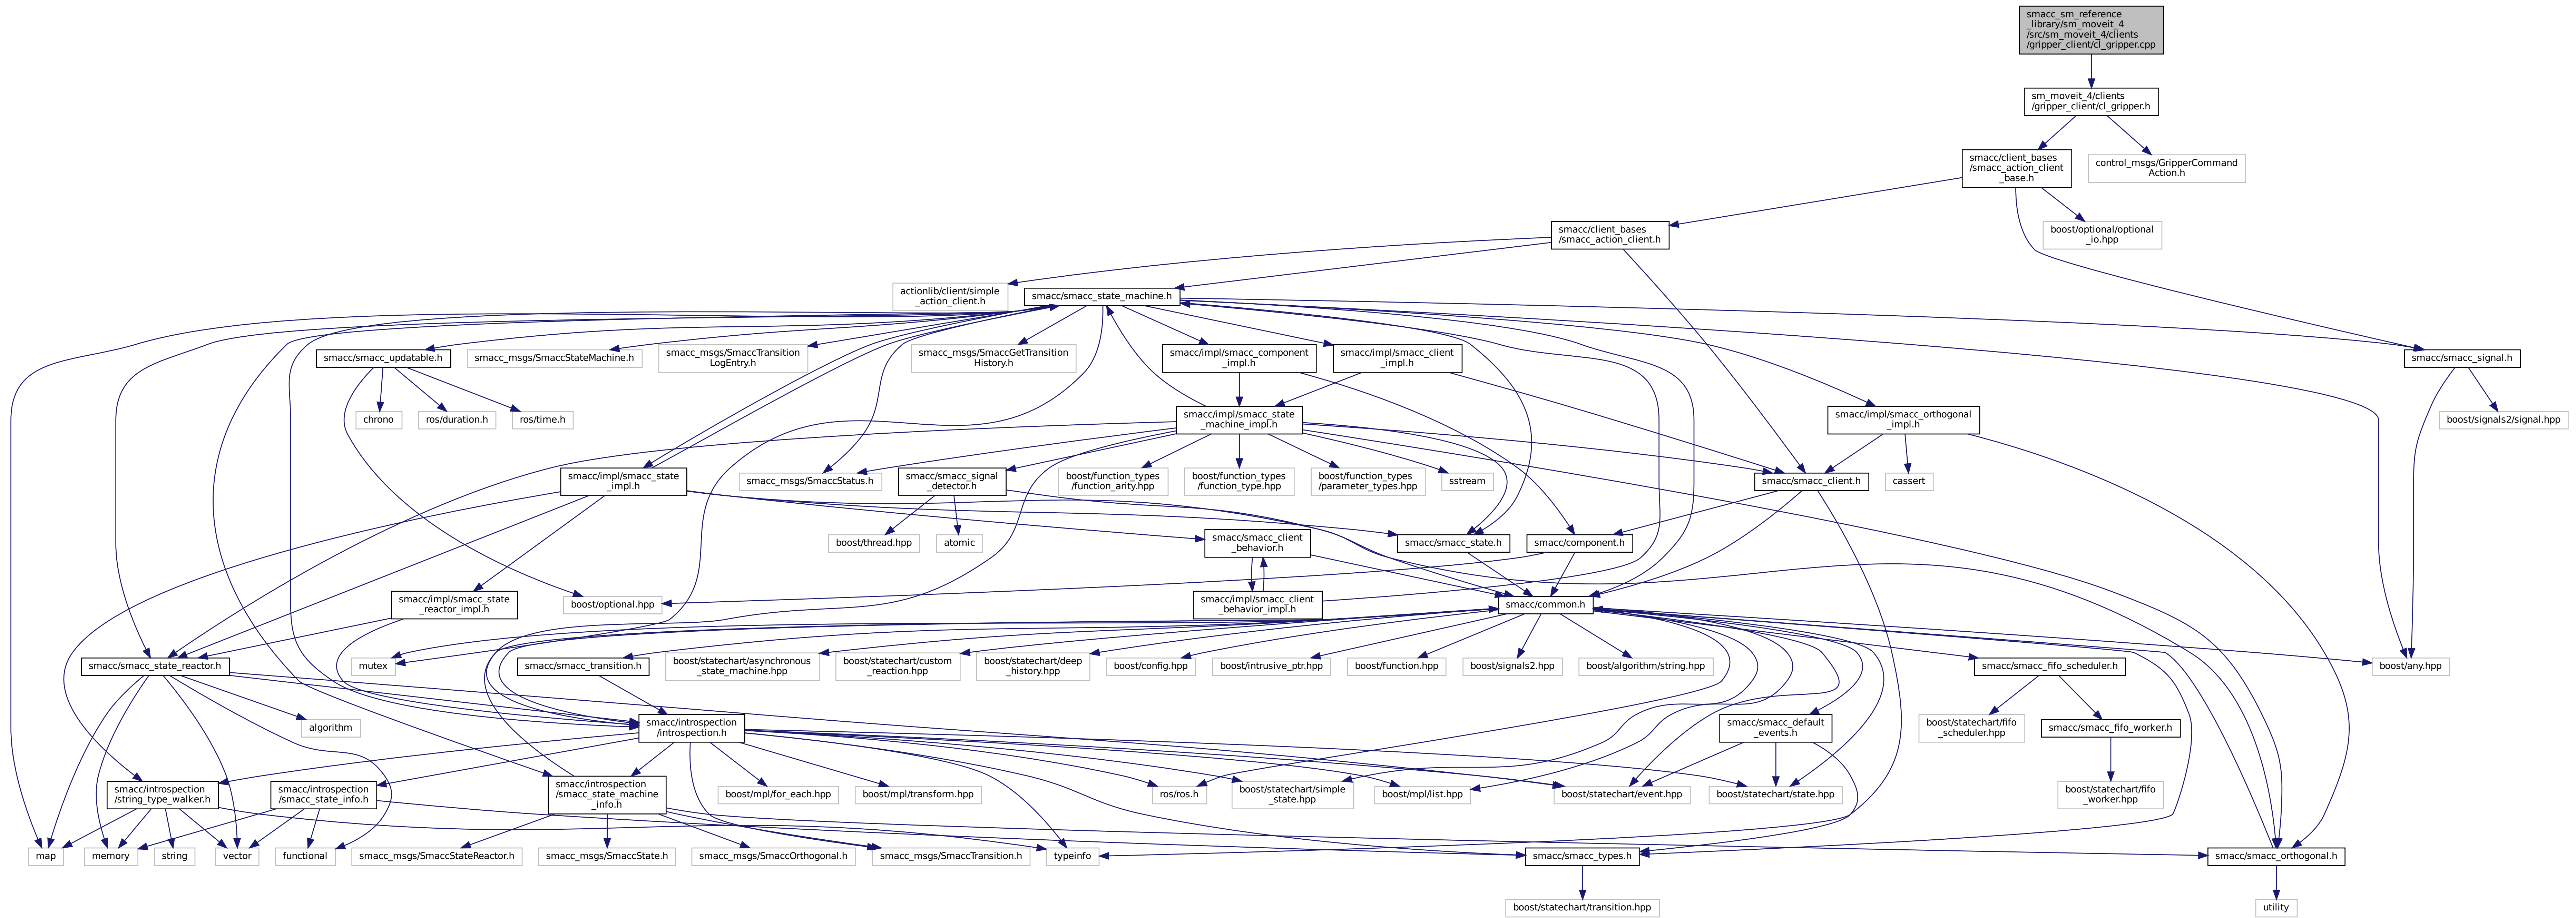 smacc_sm_reference
_library/sm_moveit_4
/src/sm_moveit_4/clients
/gripper_client/cl_gripper.cpp
sm_moveit_4/clients
/gripper_client/cl_gripper.h
smacc/client_bases
/smacc_action_client
_base.h
control_msgs/GripperCommand
Action.h
smacc/client_bases
/smacc_action_client.h
boost/optional/optional
_io.hpp
actionlib/client/simple
_action_client.h
smacc/smacc_state_machine.h
smacc/smacc_updatable.h
smacc_msgs/SmaccStateMachine.h
smacc_msgs/SmaccTransition
LogEntry.h
smacc_msgs/SmaccGetTransition
History.h
smacc/impl/smacc_component
_impl.h
smacc/impl/smacc_client
_impl.h
smacc/smacc_signal.h
chrono
ros/duration.h
ros/time.h
smacc/impl/smacc_state
_machine_impl.h
smacc/impl/smacc_orthogonal
_impl.h
boost/signals2/signal.hpp
smacc/impl/smacc_state
_impl.h
smacc_msgs/SmaccStatus.h
smacc/smacc_signal
_detector.h
boost/function_types
/function_arity.hpp
boost/function_types
/function_type.hpp
boost/function_types
/parameter_types.hpp
sstream
smacc/smacc_client.h
cassert
boost/thread.hpp
atomic
smacc/smacc_client
_behavior.h
smacc/smacc_state.h
smacc/component.h
smacc/impl/smacc_state
_reactor_impl.h
boost/optional.hpp
smacc/impl/smacc_client
_behavior_impl.h
smacc/common.h
smacc/smacc_state_reactor.h
mutex
smacc/smacc_transition.h
boost/statechart/asynchronous
_state_machine.hpp
boost/statechart/custom
_reaction.hpp
boost/statechart/deep
_history.hpp
boost/config.hpp
boost/intrusive_ptr.hpp
boost/function.hpp
boost/signals2.hpp
boost/algorithm/string.hpp
smacc/smacc_fifo_scheduler.h
boost/any.hpp
algorithm
smacc/introspection
/introspection.h
smacc/smacc_default
_events.h
boost/statechart/fifo
_scheduler.hpp
smacc/smacc_fifo_worker.h
smacc/introspection
/string_type_walker.h
smacc/introspection
/smacc_state_info.h
smacc/introspection
/smacc_state_machine
_info.h
boost/mpl/for_each.hpp
boost/mpl/transform.hpp
ros/ros.h
boost/statechart/simple
_state.hpp
boost/mpl/list.hpp
boost/statechart/event.hpp
boost/statechart/state.hpp
boost/statechart/fifo
_worker.hpp
map
memory
string
vector
functional
smacc_msgs/SmaccStateReactor.h
smacc_msgs/SmaccState.h
smacc_msgs/SmaccOrthogonal.h
smacc_msgs/SmaccTransition.h
typeinfo
smacc/smacc_types.h
smacc/smacc_orthogonal.h
boost/statechart/transition.hpp
utility